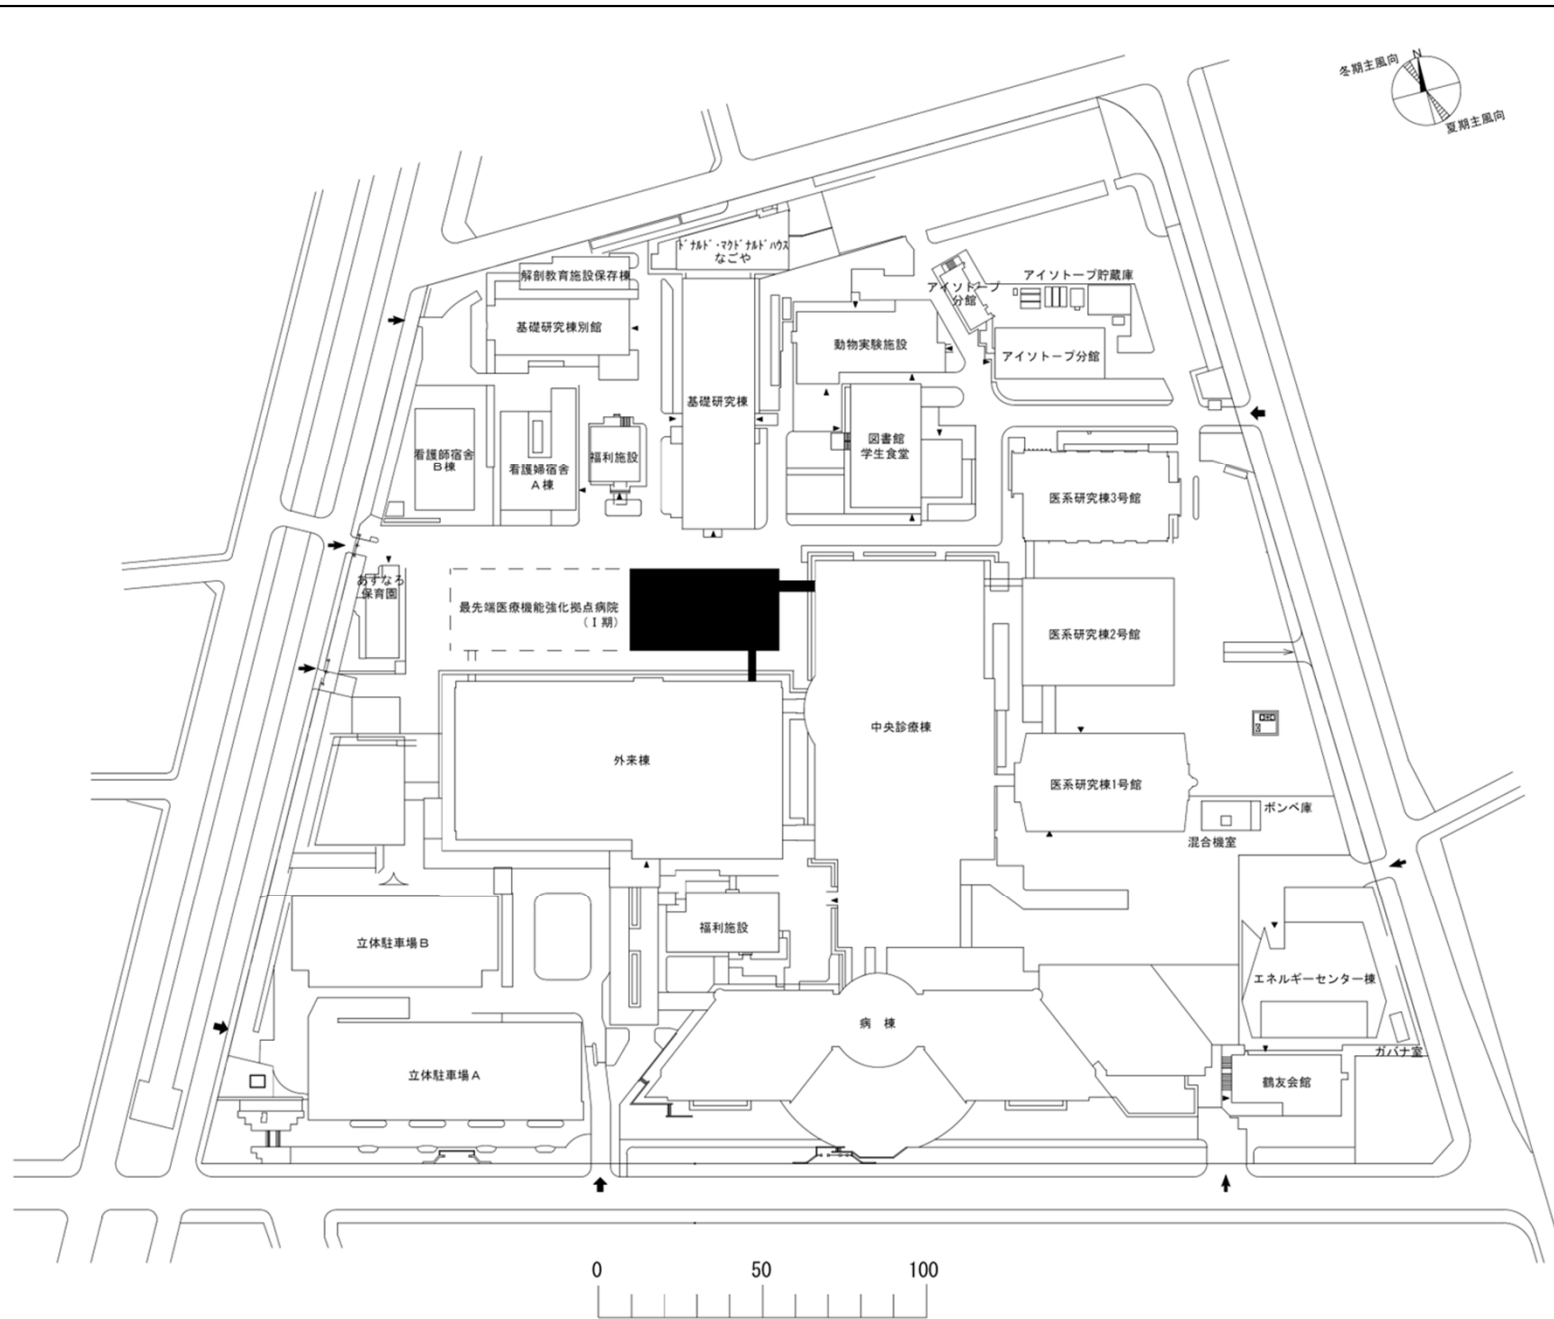 N
冬期主風向
夏期主風向
ﾄﾞﾅﾙﾄﾞ･ﾏｸﾄﾞﾅﾙﾄﾞﾊｳｽ
なごや
解剖教育施設保存棟
アイソトープ貯蔵庫
アイソトープ
分館
基礎研究棟別館
動物実験施設
アイソトープ分館
基礎研究棟
図書館
学生食堂
看護師宿舎
B棟
看護婦宿舎
A棟
福利施設
医系研究棟3号館
あすなろ
保育園
最先端医療機能強化拠点病院
(Ⅰ期)
医系研究棟2号館
中央診療棟
外来棟
医系研究棟1号館
ボンベ庫
混合機室
福利施設
立体駐車場B
エネルギーセンター棟
病 棟
ガバナ室
立体駐車場A
鶴友会館
0 50 100